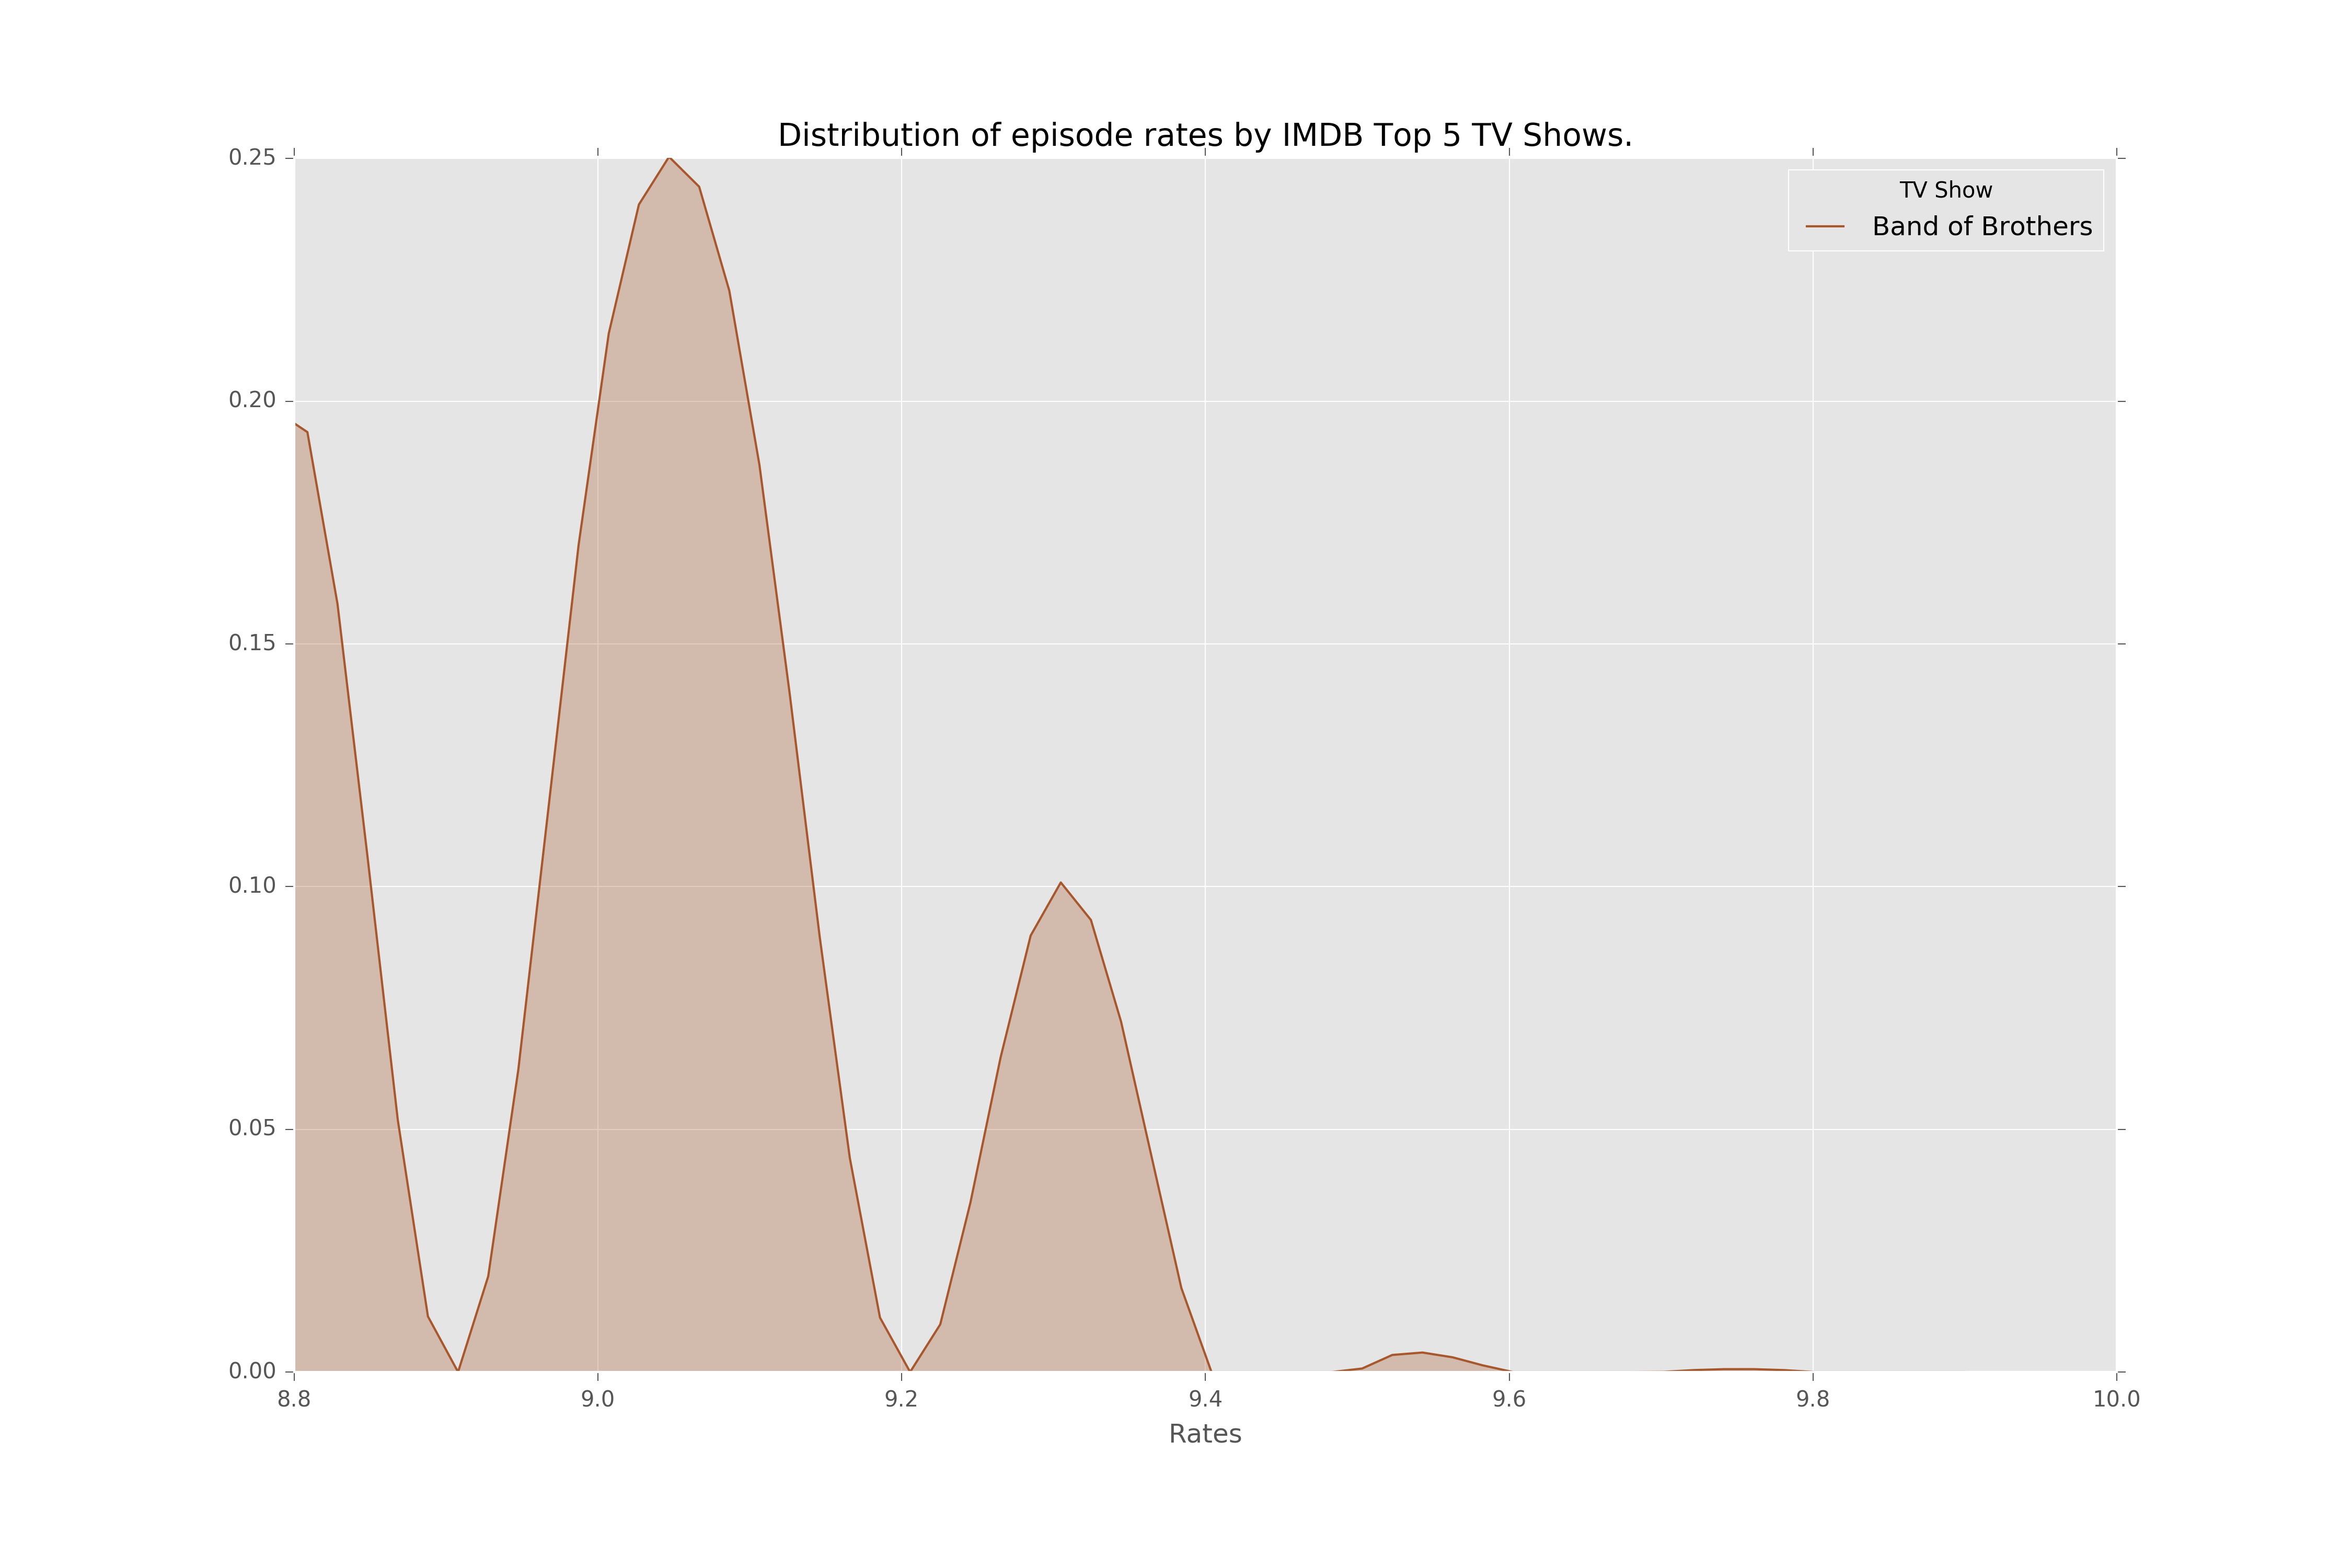 Distribution of episode rates by IMDB Top 5 TV Shows.
TV Show
Band of Brothers
0.25
0.20
0.15
0.10
0.05
0.00
8.8 9.0 9.2 9.4 9.6 9.8 10.0
Rates